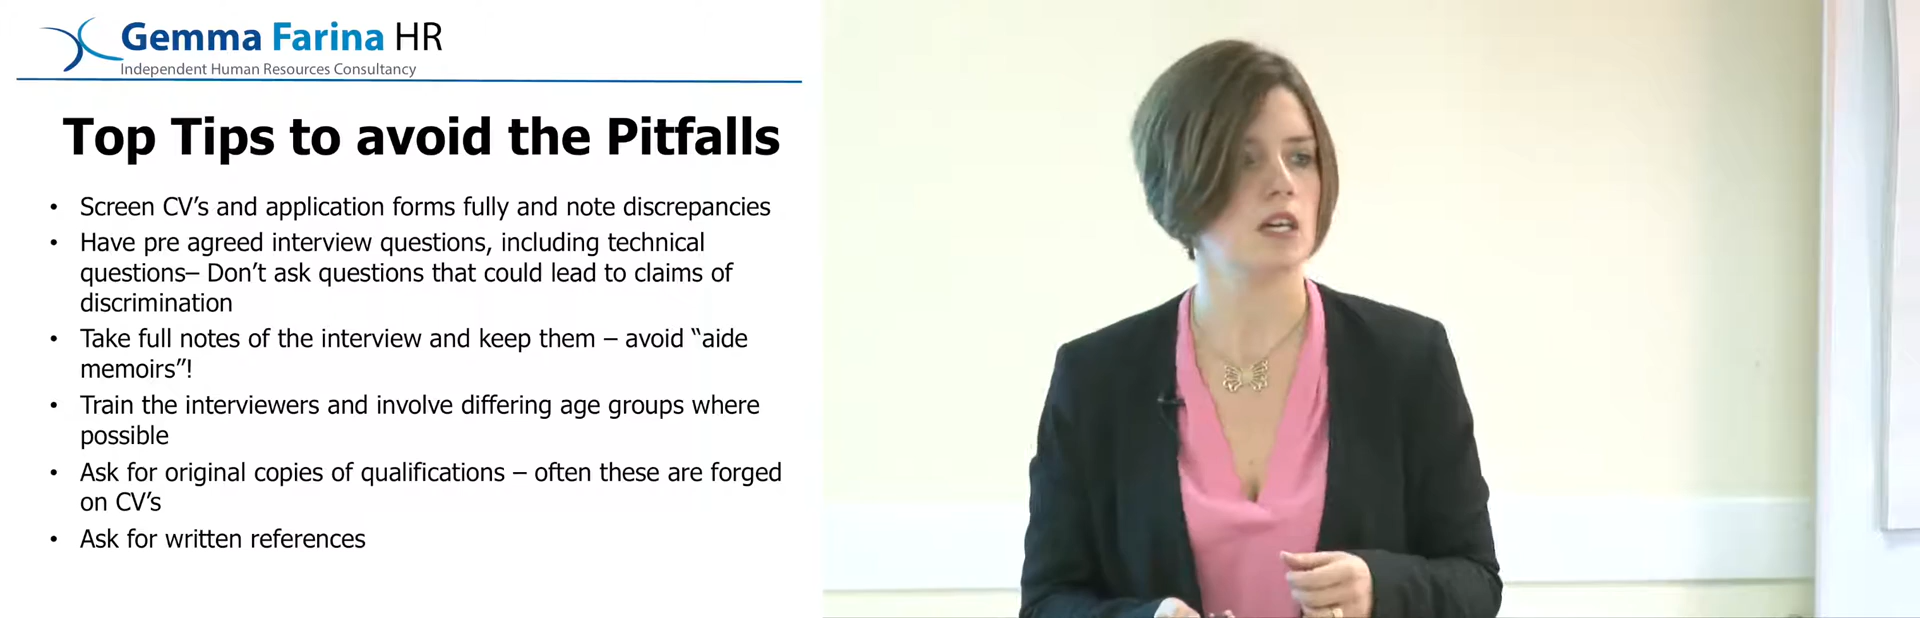 Gemma Farina HR
Independent Human Resources Consultancy
Top Tips to avoid the Pitfalls
• Screen CV's and application forms fully and note discrepancies
• Have pre agreed interview questions, including technical
questions– Don't ask questions that could lead to claims of
discrimination
• Take full notes of the interview and keep them – avoid “aide
memoirs”!
• Train the interviewers and involve differing age groups where
possible
• Ask for original copies of qualifications – often these are forged
on CV's
• Ask for written references